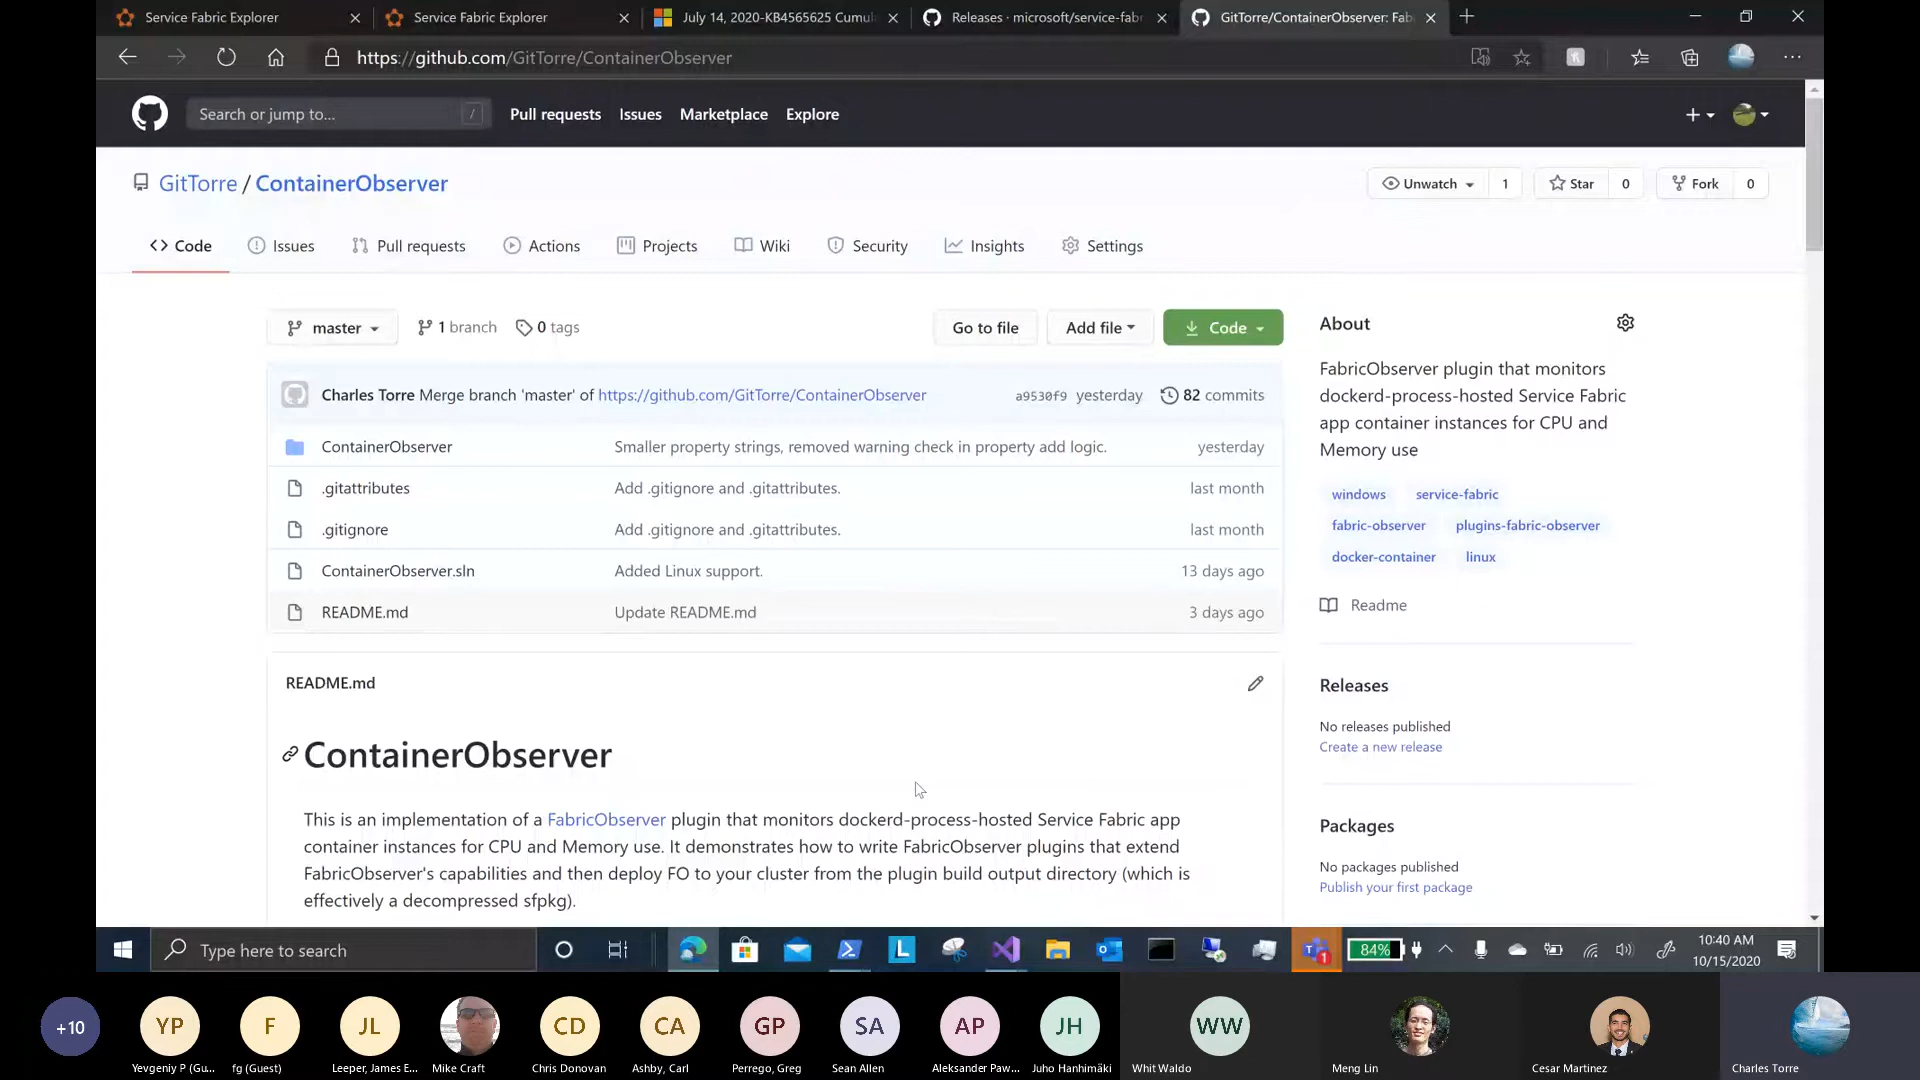 Service Fabric Explorer
Service Fabric Explorer
July 14, 2020-KB4565625 Cumul
Releases · microsoft/service-fabr
GitTorre/ContainerObserver: Fab
https://github.com/GitTorre/ContainerObserver
Search or jump to... /
Pull requests
Issues
Marketplace
Explore
GitTorre / ContainerObserver
Unwatch 1
Star 0
Fork 0
Code
Issues
Pull requests
Actions
Projects
Wiki
Security
Insights
Settings
master
1 branch
0 tags
Go to file
Add file
Code
Charles Torre Merge branch 'master' of https://github.com/GitTorre/ContainerObserver a9530f9 yesterday 82 commits
ContainerObserver Smaller property strings, removed warning check in property add logic. yesterday
.gitattributes Add .gitignore and .gitattributes. last month
.gitignore Add .gitignore and .gitattributes. last month
ContainerObserver.sln Added Linux support. 13 days ago
README.md Update README.md 3 days ago
README.md
ContainerObserver
This is an implementation of a FabricObserver plugin that monitors dockerd-process-hosted Service Fabric app
container instances for CPU and Memory use. It demonstrates how to write FabricObserver plugins that extend
FabricObserver's capabilities and then deploy FO to your cluster from the plugin build output directory (which is
effectively a decompressed sfpkg).
About
FabricObserver plugin that monitors
dockerd-process-hosted Service Fabric
app container instances for CPU and
Memory use
windows service-fabric
fabric-observer plugins-fabric-observer
docker-container linux
Readme
Releases
No releases published
Create a new release
Packages
No packages published
Publish your first package
Type here to search
L
1
84%
10:40 AM
10/15/2020
+10
YP
Yevgeniy P (Gu...
F
fg (Guest)
JL
Leeper, James E...
Mike Craft
CD
Chris Donovan
CA
Ashby, Carl
GP
Perrego, Greg
SA
Sean Allen
AP
Aleksander Paw...
JH
Juho Hanhimäki
WW
Whit Waldo
Meng Lin
Cesar Martinez
Charles Torre